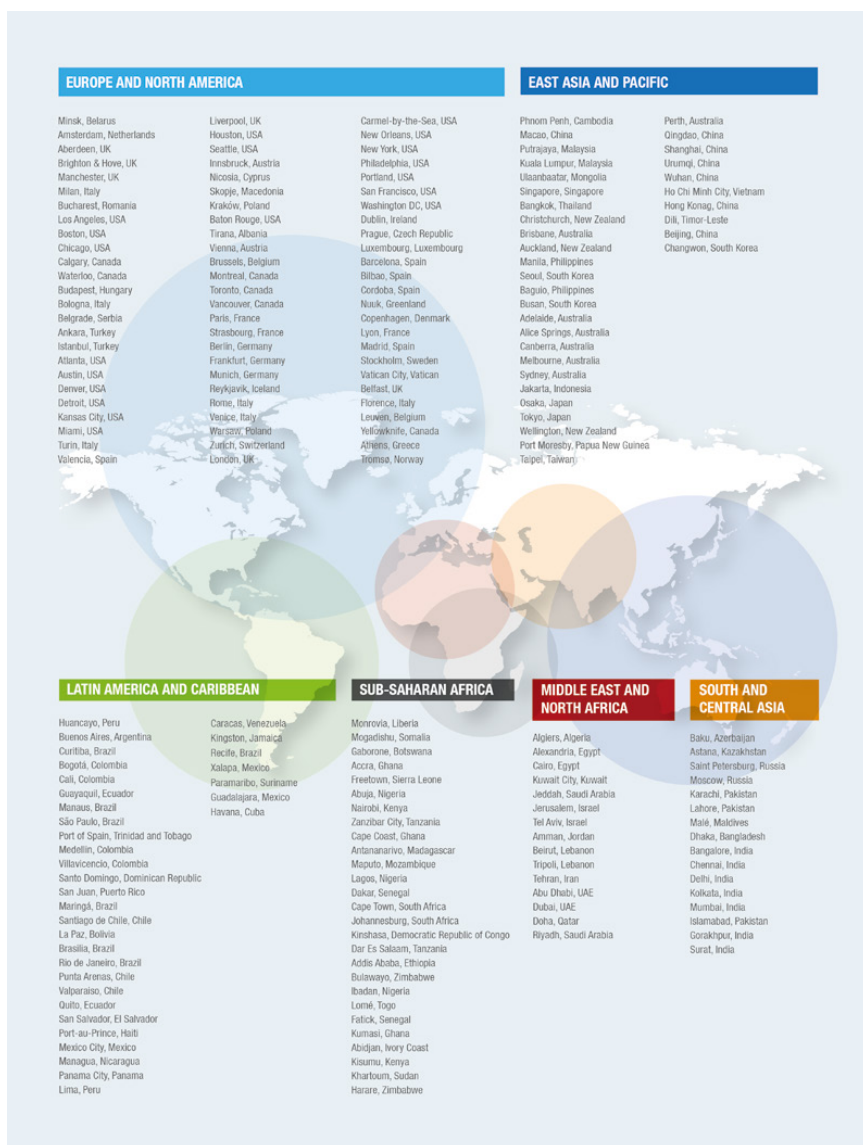 EUROPE AND NORTH AMERICA
Minsk, Belarus
Amsterdam, Netherlands
Aberdeen, UK
Brighton & Hove, UK
Manchester, UK
Milan, Italy
Bucharest, Romania
Los Angeles, USA
Boston, USA
Chicago, USA
Calgary, Canada
Waterloo, Canada
Budapest, Hungary
Bologna, Italy
Belgrade, Serbia
Ankara, Turkey
Istanbul, Turkey
Atlanta, USA
Austin, USA
Denver, USA
Detroit, USA
Kansas City, USA
Miami, USA
Turin, Italy
Valencia, Spain
Liverpool, UK
Houston, USA
Seattle, USA
Innsbruck, Austria
Nicosia, Cyprus
Skopje, Macedonia
Kraków, Poland
Baton Rouge, USA
Tirana, Albania
Vienna, Austria
Brussels, Belgium
Montreal, Canada
Toronto, Canada
Vancouver, Canada
Paris, France
Strasbourg, France
Berlin, Germany
Frankfurt, Germany
Munich, Germany
Reykjavik, Iceland
Rome, Italy
Venice, Italy
Warsaw, Poland
Zurich, Switzerland
London, UK
Carmel-by-the-Sea, USA
New Orleans, USA
New York, USA
Philadelphia, USA
Portland, USA
San Francisco, USA
Washington DC, USA
Dublin, Ireland
Prague, Czech Republic
Luxembourg, Luxembourg
Barcelona, Spain
Bilbao, Spain
Cordoba, Spain
Nuuk, Greenland
Copenhagen, Denmark
Lyon, France
Madrid, Spain
Stockholm, Sweden
Vatican City, Vatican
Belfast, UK
Florence, Italy
Leuven, Belgium
Yellowknife, Canada
Athens, Greece
Tromsø, Norway
EAST ASIA AND PACIFIC
Phnom Penh, Cambodia
Macao, China
Putrajaya, Malaysia
Kuala Lumpur, Malaysia
Ulaanbaatar, Mongolia
Singapore, Singapore
Bangkok, Thailand
Christchurch, New Zealand
Brisbane, Australia
Auckland, New Zealand
Manila, Philippines
Seoul, South Korea
Baguio, Philippines
Busan, South Korea
Adelaide, Australia
Alice Springs, Australia
Canberra, Australia
Melbourne, Australia
Sydney, Australia
Jakarta, Indonesia
Osaka, Japan
Tokyo, Japan
Wellington, New Zealand
Port Moresby, Papua New Guinea
Taipei, Taiwan
Perth, Australia
Qingdao, China
Shanghai, China
Urumqi, China
Wuhan, China
Ho Chi Minh City, Vietnam
Hong Konag, China
Dili, Timor-Leste
Beijing, China
Changwon, South Korea
LATIN AMERICA AND CARIBBEAN
Huancayo, Peru
Buenos Aires, Argentina
Curitiba, Brazil
Bogotá, Colombia
Cali, Colombia
Guayaquil, Ecuador
Manaus, Brazil
São Paulo, Brazil
Port of Spain, Trinidad and Tobago
Medellín, Colombia
Villavicencio, Colombia
Santo Domingo, Dominican Republic
San Juan, Puerto Rico
Maringá, Brazil
Santiago de Chile, Chile
La Paz, Bolivia
Brasilia, Brazil
Rio de Janeiro, Brazil
Punta Arenas, Chile
Valparaiso, Chile
Quito, Ecuador
San Salvador, El Salvador
Port-au-Prince, Haiti
Mexico City, Mexico
Managua, Nicaragua
Panama City, Panama
Lima, Peru
Caracas, Venezuela
Kingston, Jamaica
Recife, Brazil
Xalapa, Mexico
Paramaribo, Suriname
Guadalajara, Mexico
Havana, Cuba
SUB-SAHARAN AFRICA
Monrovia, Liberia
Mogadishu, Somalia
Gaborone, Botswana
Accra, Ghana
Freetown, Sierra Leone
Abuja, Nigeria
Nairobi, Kenya
Zanzibar City, Tanzania
Cape Coast, Ghana
Antananarivo, Madagascar
Maputo, Mozambique
Lagos, Nigeria
Dakar, Senegal
Cape Town, South Africa
Johannesburg, South Africa
Kinshasa, Democratic Republic of Congo
Dar Es Salaam, Tanzania
Addis Ababa, Ethiopia
Bulawayo, Zimbabwe
Ibadan, Nigeria
Lomé, Togo
Fatick, Senegal
Kumasi, Ghana
Abidjan, Ivory Coast
Kisumu, Kenya
Khartoum, Sudan
Harare, Zimbabwe
MIDDLE EAST AND
NORTH AFRICA
Algiers, Algeria
Alexandria, Egypt
Cairo, Egypt
Kuwait City, Kuwait
Jeddah, Saudi Arabia
Jerusalem, Israel
Tel Aviv, Israel
Amman, Jordan
Beirut, Lebanon
Tripoli, Lebanon
Tehran, Iran
Abu Dhabi, UAE
Dubai, UAE
Doha, Qatar
Riyadh, Saudi Arabia
SOUTH AND
CENTRAL ASIA
Baku, Azerbaijan
Astana, Kazakhstan
Saint Petersburg, Russia
Moscow, Russia
Karachi, Pakistan
Lahore, Pakistan
Malé, Maldives
Dhaka, Bangladesh
Bangalore, India
Chennai, India
Delhi, India
Kolkata, India
Mumbai, India
Islamabad, Pakistan
Gorakhpur, India
Surat, India